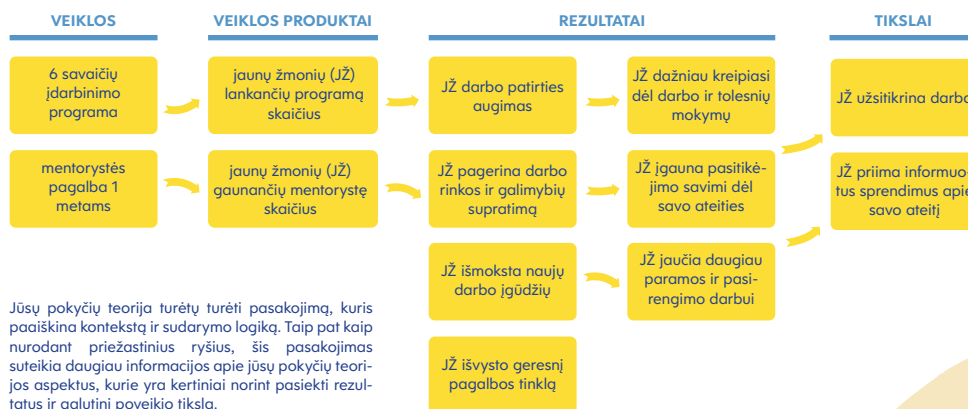 VEIKLOS
VEIKLOS PRODUKTAI
REZULTATAI
TIKSLAI
6 savaičių
įdarbinimo
programa
jaunų žmonių (JŽ)
lankančių programą
skaičius
JŽ darbo patirties
augimas
JŽ dažniau kreipiasi
dėl darbo ir tolesnių
mokymų
JŽ užsitikrina darbo
mentorystės
pagalba 1
metams
jaunų žmonių (JŽ)
gaunančių mentorystę
skaičius
JŽ pagerina darbo
rinkos ir galimybių
supratimą
JŽ įgauna pasitikė-
jimo savimi dėl
savo ateities
JŽ priima informuo-
tus sprendimus apie
savo ateitį
JŽ išmoksta naujų
darbo įgūdžių
JŽ jaučia daugiau
paramos ir pasi-
rengimo darbui
JŽ išvysto geresnį
pagalbos tinklą
Jūsų pokyčių teorija turėtų turėti pasakojimą, kuris
paaiškina kontekstą ir sudarymo logiką. Taip pat kaip
nurodant priežastinius ryšius, šis pasakojimas
suteikia daugiau informacijos apie jūsų pokyčių teori-
jos aspektus, kurie yra kertiniai norint pasiekti rezul-
tatus ir galutinį poveikio tikslą.